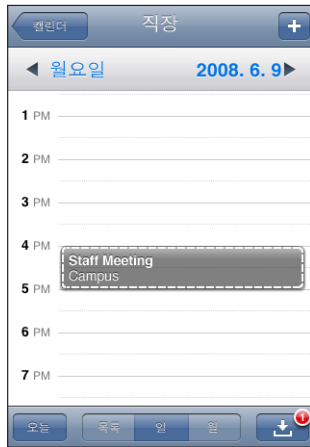 캘린더 직장 +
월요일 2008. 6. 9
1 PM
2 PM
3 PM
4 PM
Staff Meeting
Campus
5 PM
6 PM
7 PM
오늘 목록 일 월 1